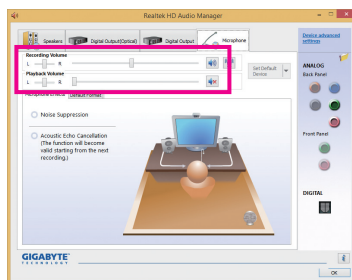 Realtek HD Audio Manager
Speakers
Digital Output(Optical)
Digital Output
Microphone
Device advanced
settings
Recording Volume
L
R
Playback Volume
L
R
Set Default
Device
Microphone Effects
Default Format
Noise Suppression
Acoustic Echo Cancellation
(The function will become
valid starting from the next
recording.)
ANALOG
Back Panel
Front Panel
DIGITAL
GIGABYTE™
TECHNOLOGY
OK